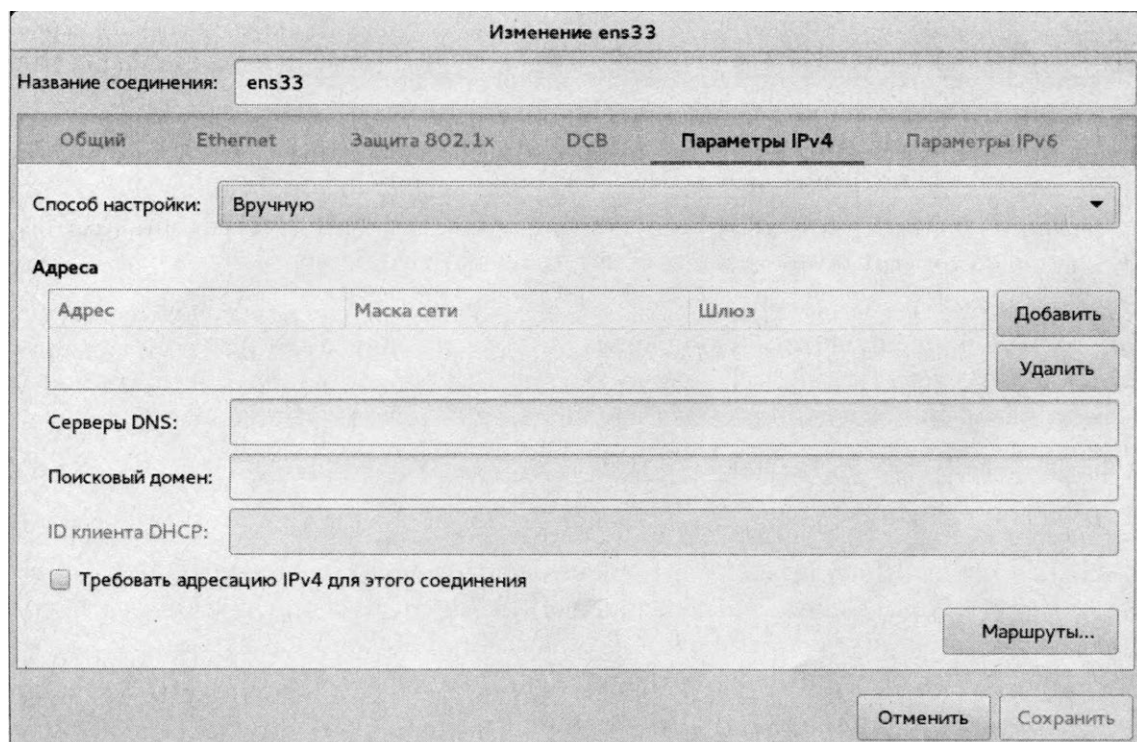 Изменение ens33
Название соединения: ens33
Общий Ethernet Защита 802.1x DCB Параметры IPv4 Параметры IPv6
Способ настройки: Вручную
Адреса
Адрес Маска сети Шлюз Добавить
Удалить
Серверы DNS:
Поисковый домен:
ID клиента DHCP:
Требовать адресацию IPv4 для этого соединения
Маршруты...
Отменить Сохранить